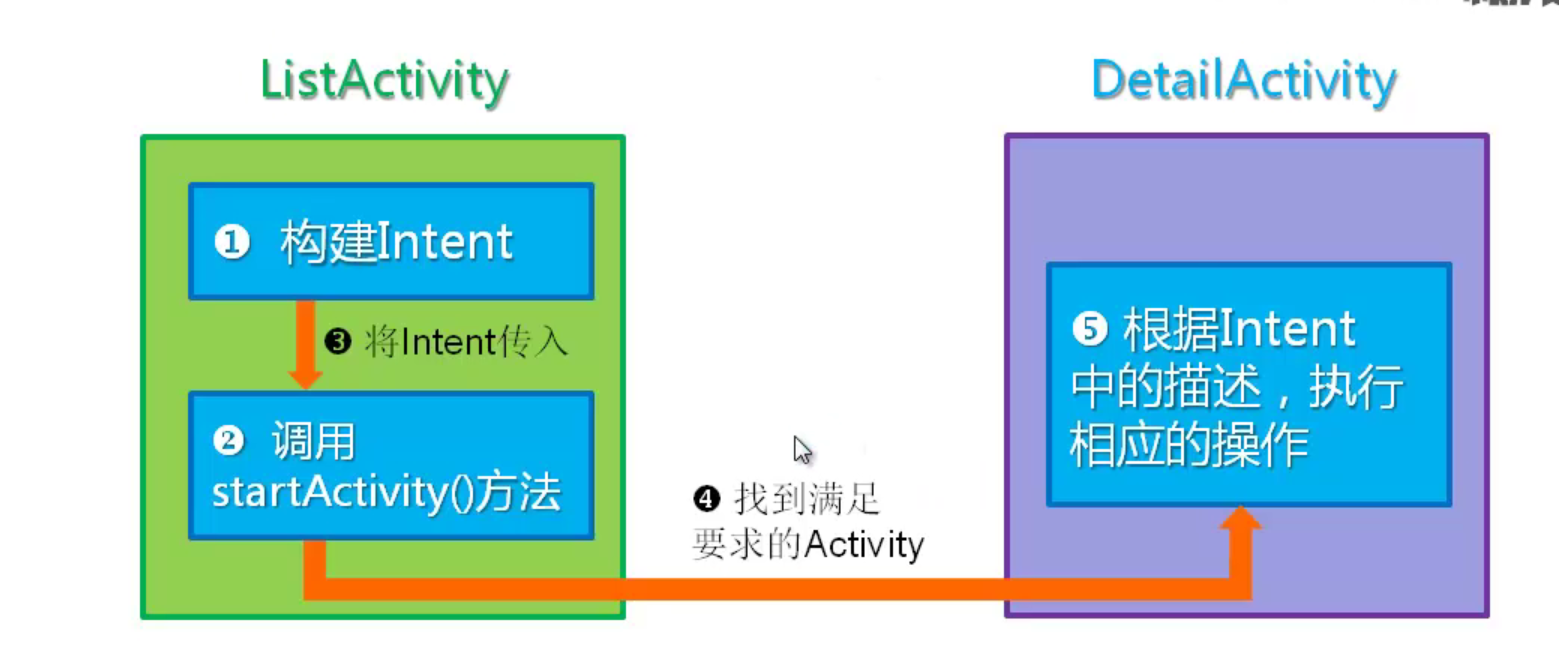 ListActivity
DetailActivity
❶ 构建Intent
❸ 将Intent传入
❷ 调用
startActivity()方法
❹ 找到满足
要求的Activity
❺ 根据Intent
中的描述，执行
相应的操作